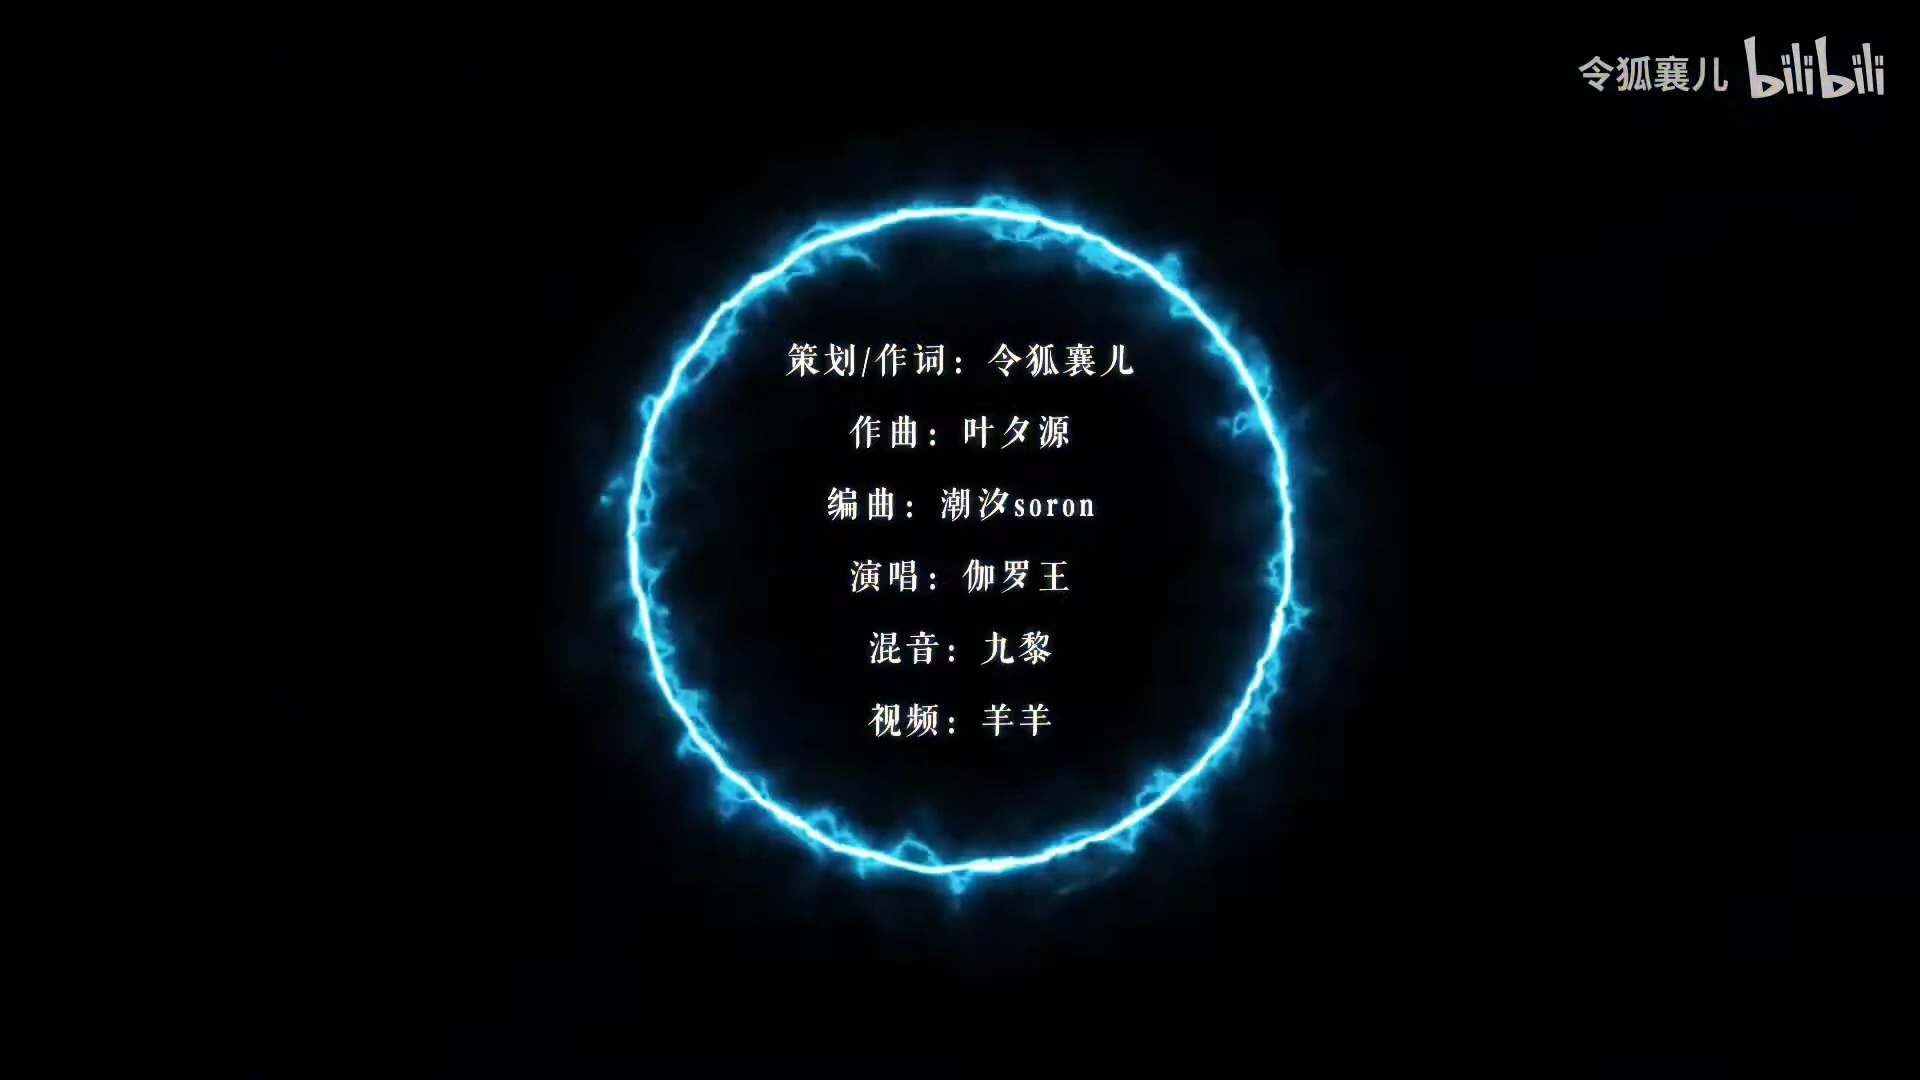 令狐襄儿 bilibili
策划/作词：令狐襄儿
作曲：叶夕源
编曲：潮汐soron
演唱：伽罗王
混音：九黎
视频：羊羊